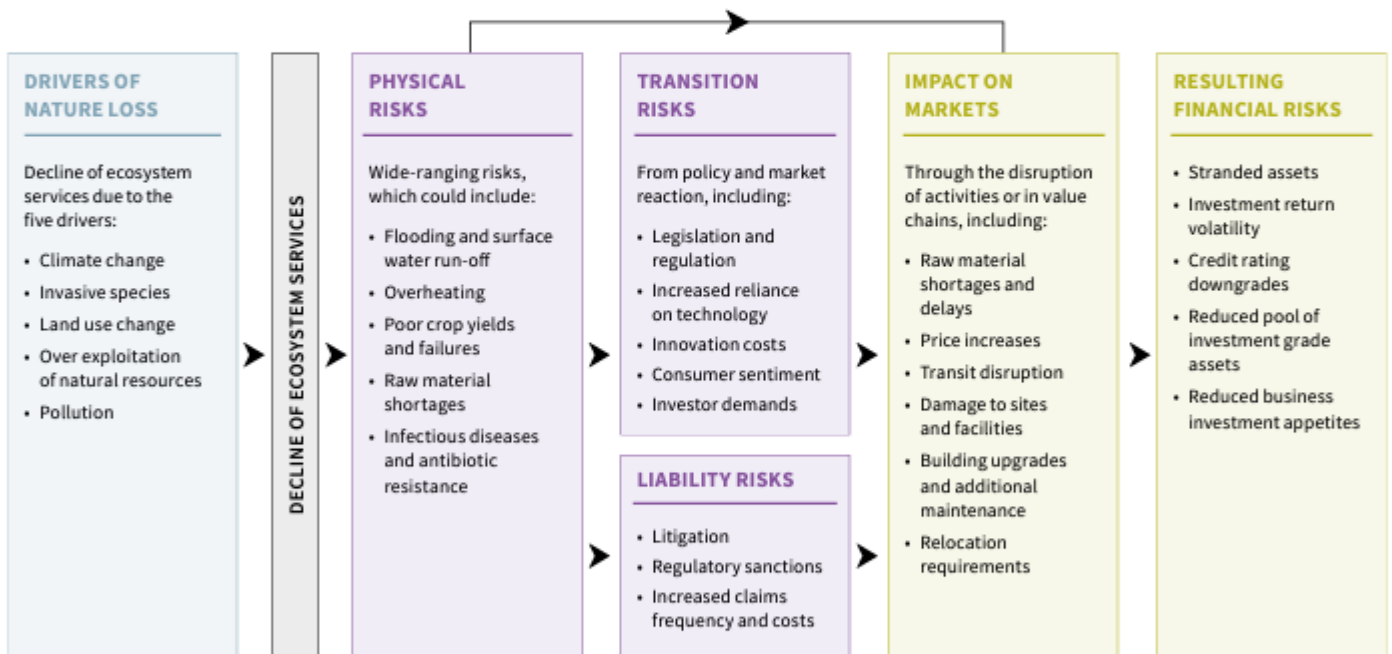 DRIVERS OF
NATURE LOSS
Decline of ecosystem
services due to the
five drivers:
• Climate change
• Invasive species
• Land use change
• Over exploitation
of natural resources
• Pollution
DECLINE OF ECOSYSTEM SERVICES
PHYSICAL
RISKS
Wide-ranging risks,
which could include:
• Flooding and surface
water run-off
• Overheating
• Poor crop yields
and failures
• Raw material
shortages
• Infectious diseases
and antibiotic
resistance
TRANSITION
RISKS
From policy and market
reaction, including:
• Legislation and
regulation
• Increased reliance
on technology
• Innovation costs
• Consumer sentiment
• Investor demands
LIABILITY RISKS
• Litigation
• Regulatory sanctions
• Increased claims
frequency and costs
IMPACT ON
MARKETS
Through the disruption
of activities or in value
chains, including:
• Raw material
shortages and
delays
• Price increases
• Transit disruption
• Damage to sites
and facilities
• Building upgrades
and additional
maintenance
• Relocation
requirements
RESULTING
FINANCIAL RISKS
• Stranded assets
• Investment return
volatility
• Credit rating
downgrades
• Reduced pool of
investment grade
assets
• Reduced business
investment appetites